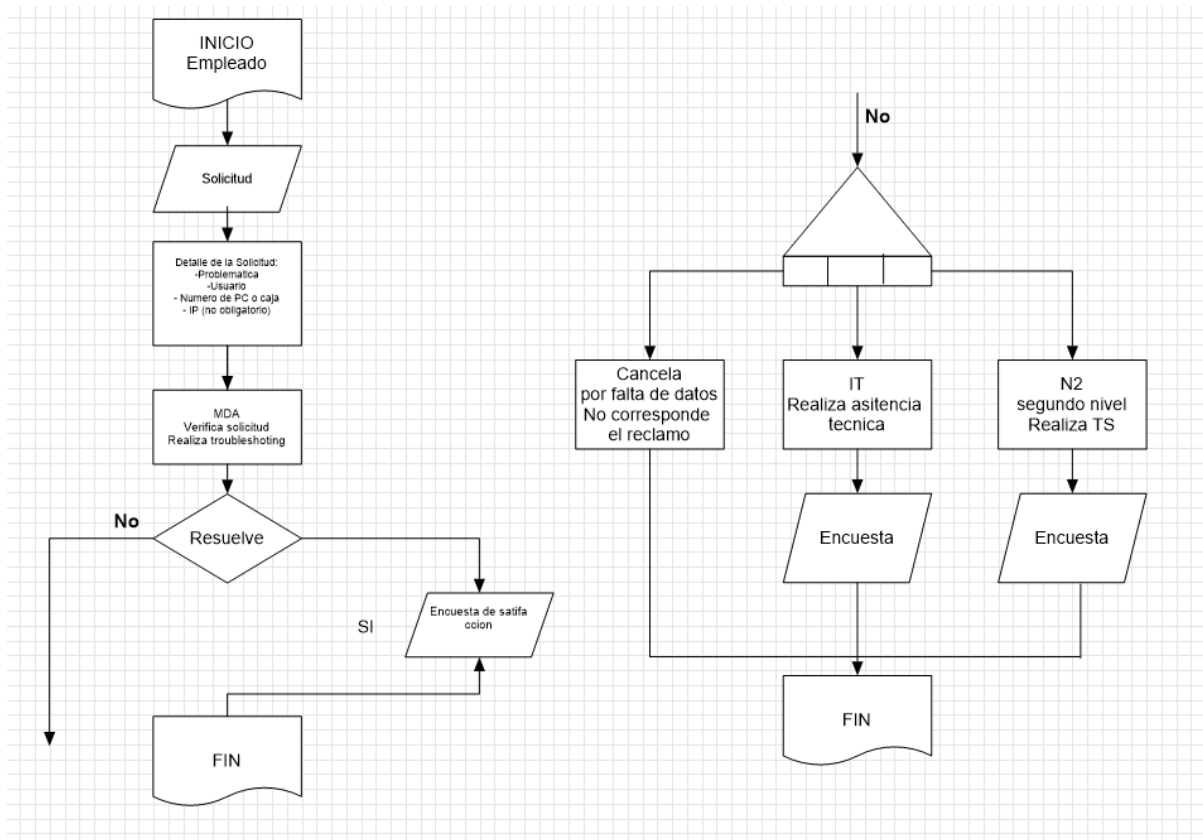 INICIO
Empleado
Solicitud
Detalle de la Solicitud:
-Problematica
-Usuario
- Numero de PC o caja
- IP (no obligatorio)
MDA
Verifica solicitud
Realiza troubleshoting
Resuelve
No
SI
Encuesta de satifa
ccion
FIN
No
Cancela
por falta de datos
No corresponde
el reclamo
IT
Realiza asitencia
tecnica
N2
segundo nivel
Realiza TS
Encuesta
Encuesta
FIN